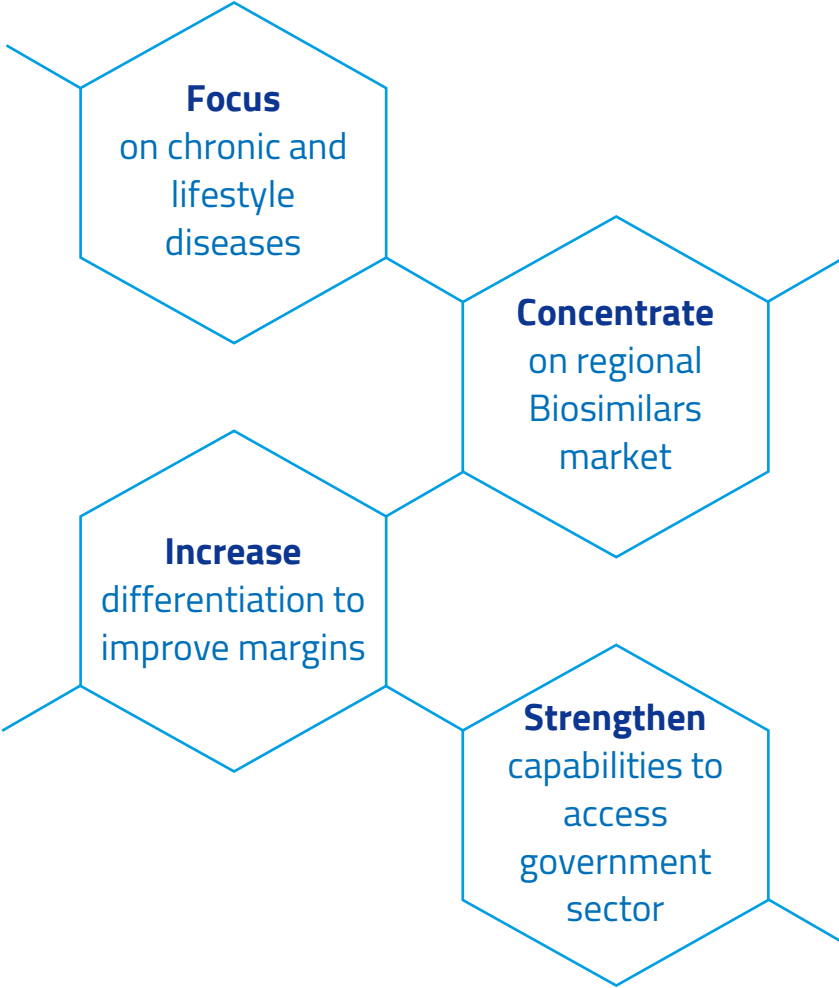 Focus
on chronic and
lifestyle
diseases
Concentrate
on regional
Biosimilars
market
Increase
differentiation to
improve margins
Strengthen
capabilities to
access
government
sector